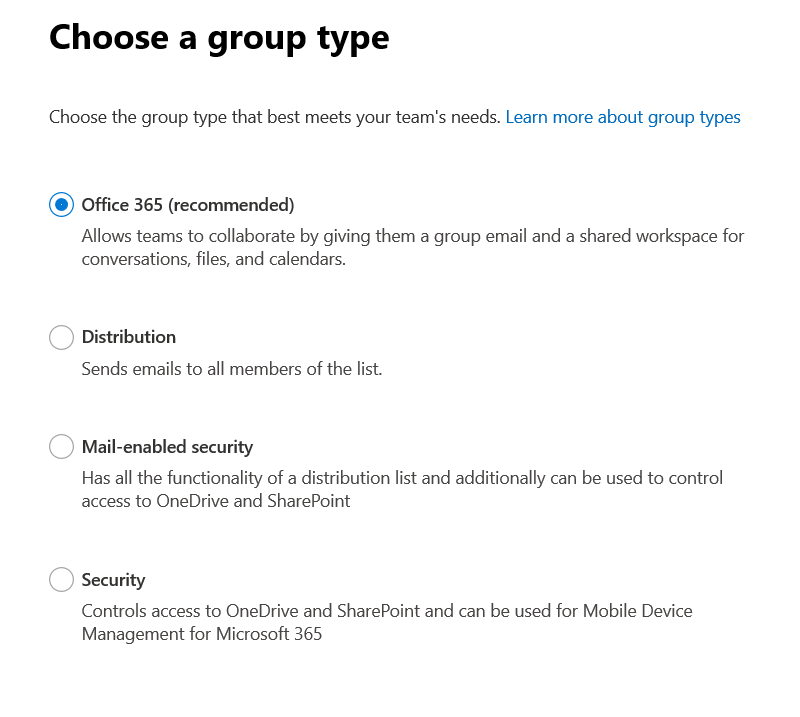 Choose a group type
Choose the group type that best meets your team's needs. Learn more about group types
Office 365 (recommended)
Allows teams to collaborate by giving them a group email and a shared workspace for
conversations, files, and calendars.
Distribution
Sends emails to all members of the list.
Mail-enabled security
Has all the functionality of a distribution list and additionally can be used to control
access to OneDrive and SharePoint
Security
Controls access to OneDrive and SharePoint and can be used for Mobile Device
Management for Microsoft 365